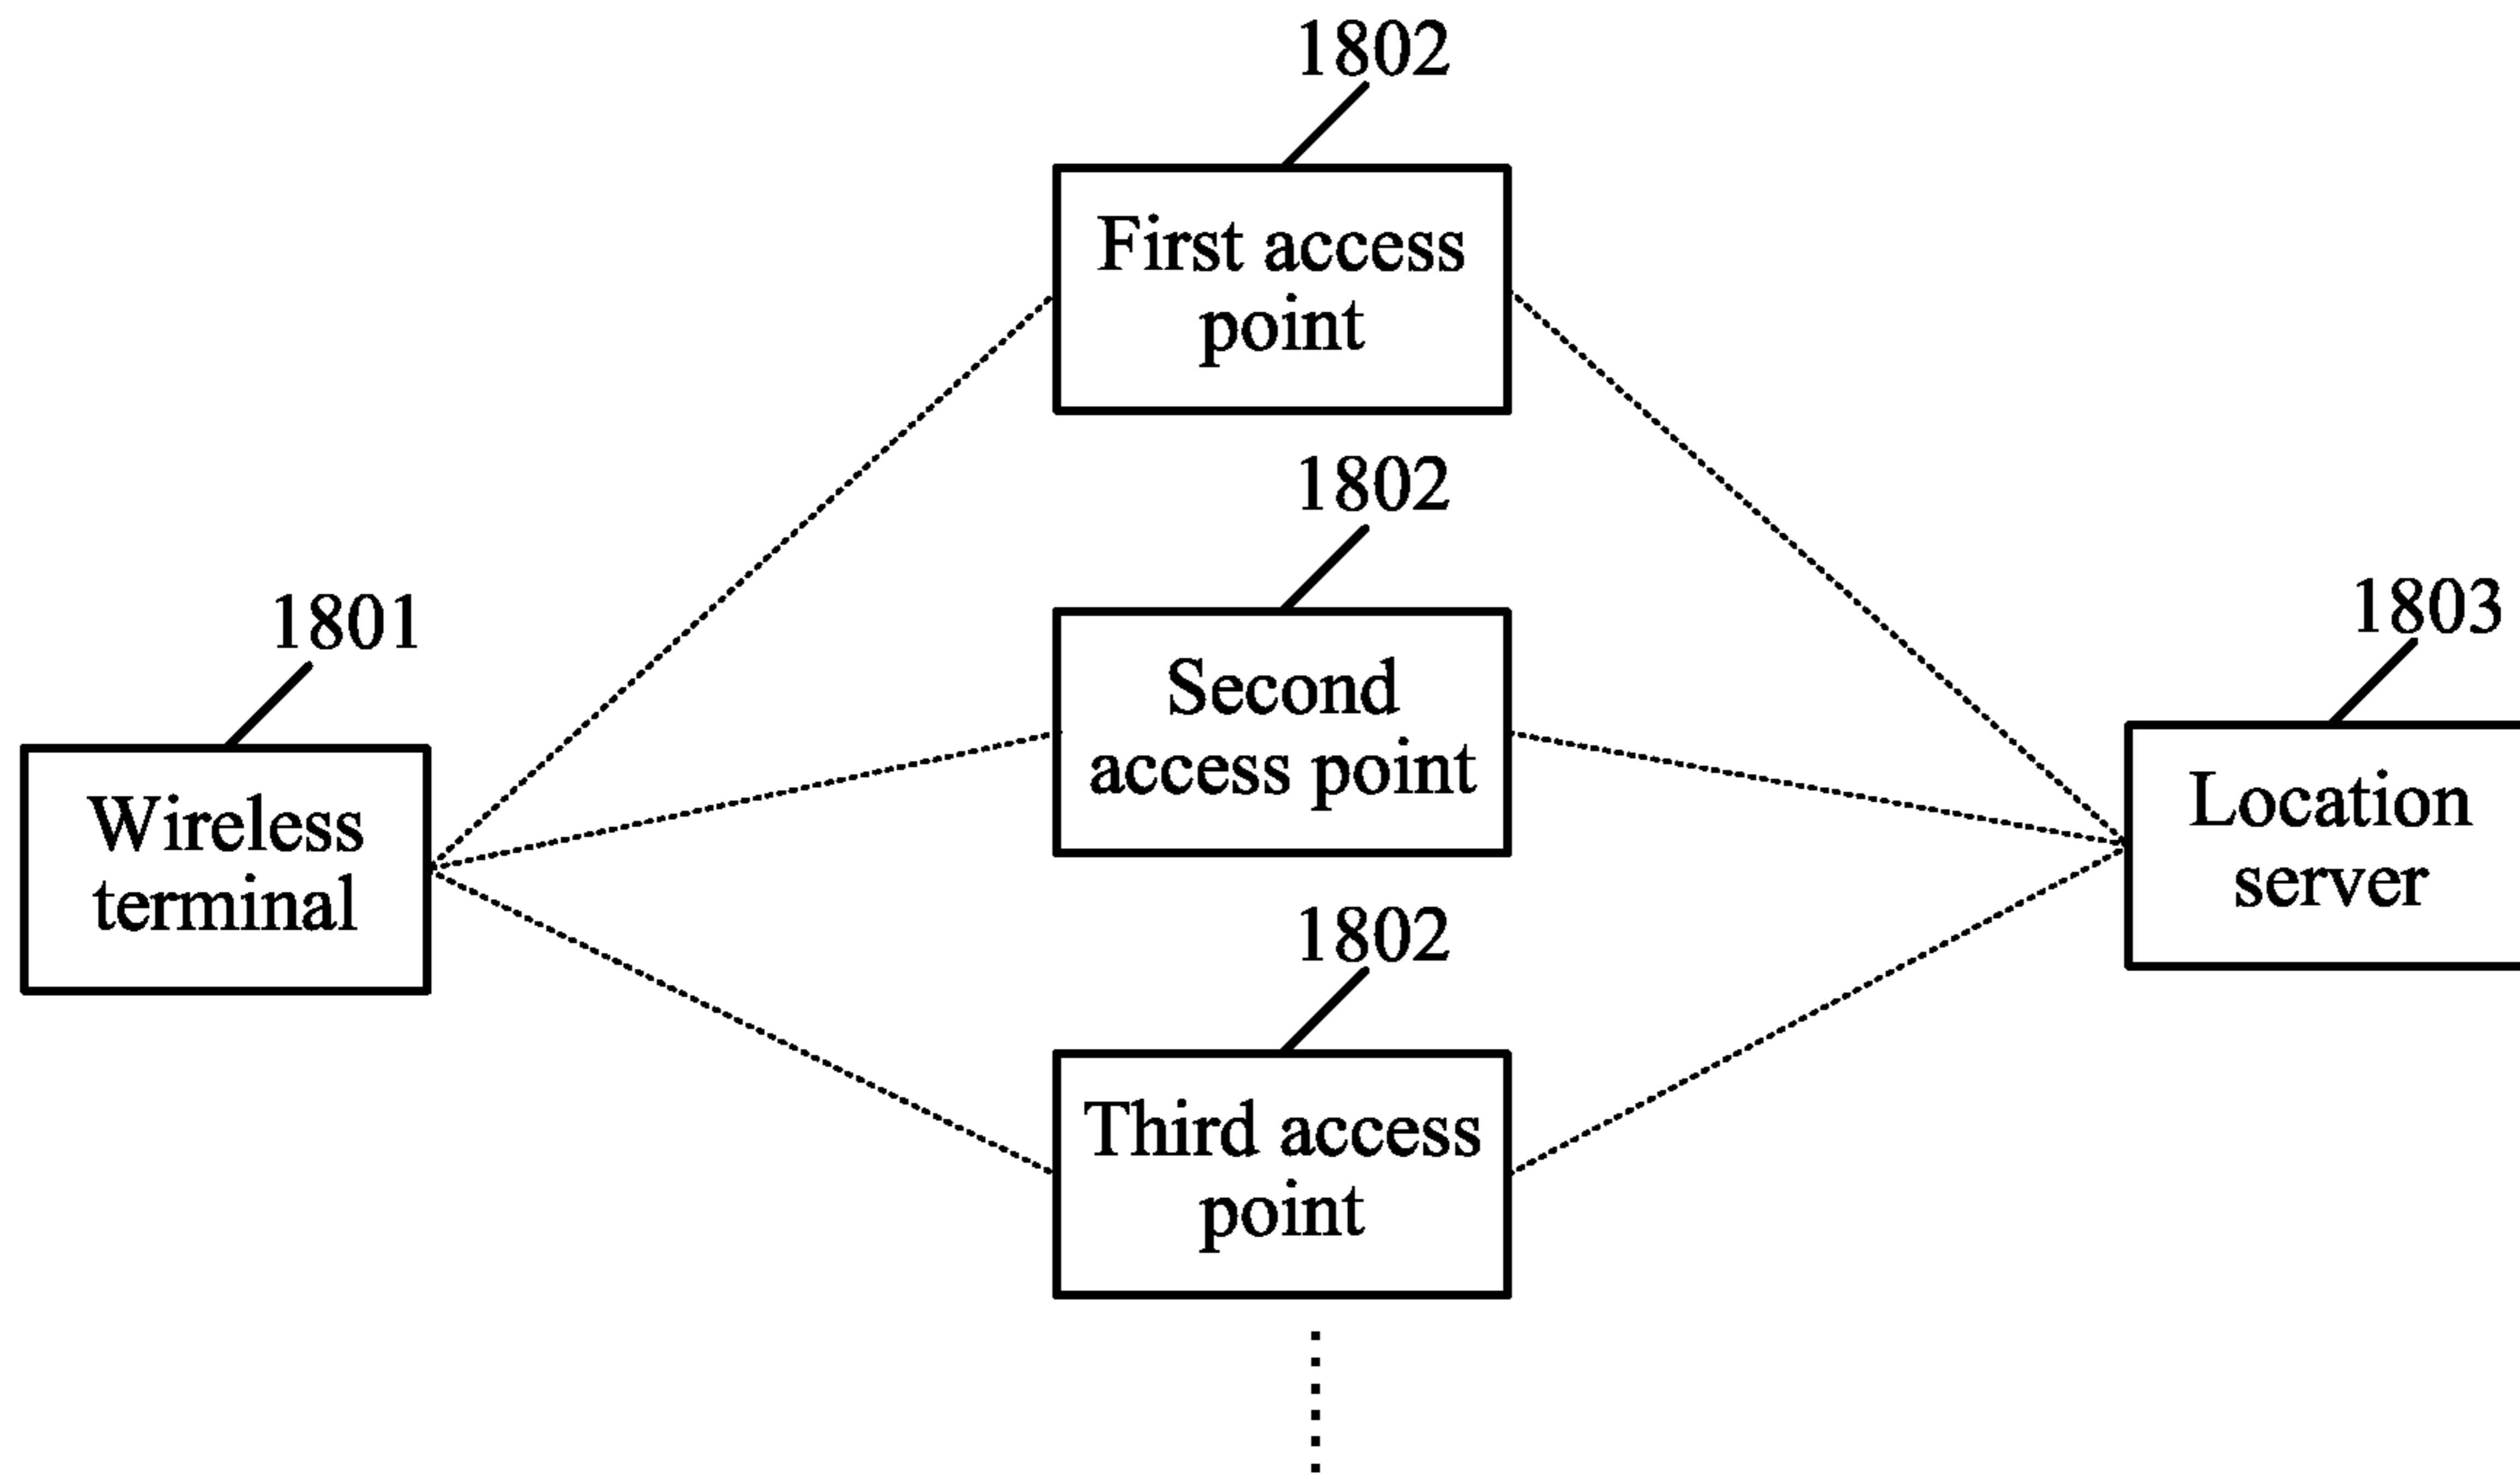 1802
First access
point
1802
Second
access point
1801
Wireless
terminal
1803
Location
server
1802
Third access
point